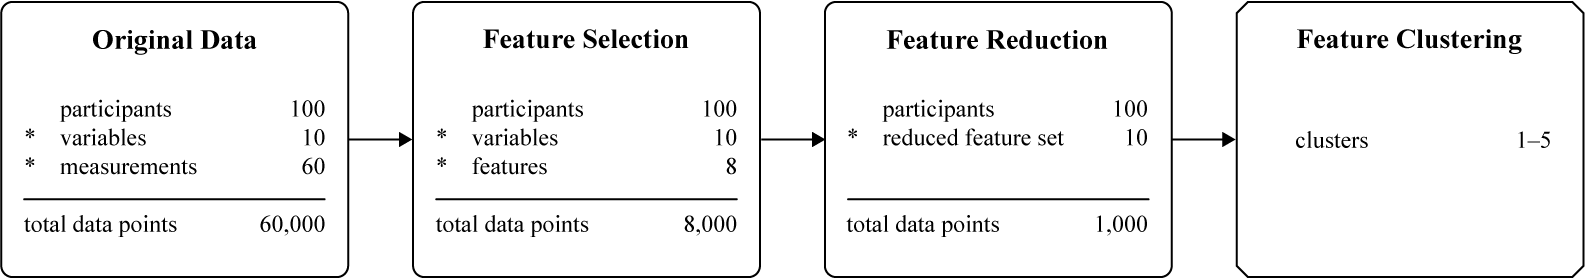 Original Data
participants 100
* variables 10
* measurements 60
total data points 60,000
Feature Selection
participants 100
* variables 10
* features 8
total data points 8,000
Feature Reduction
participants 100
* reduced feature set 10
total data points 1,000
Feature Clustering
clusters 1–5